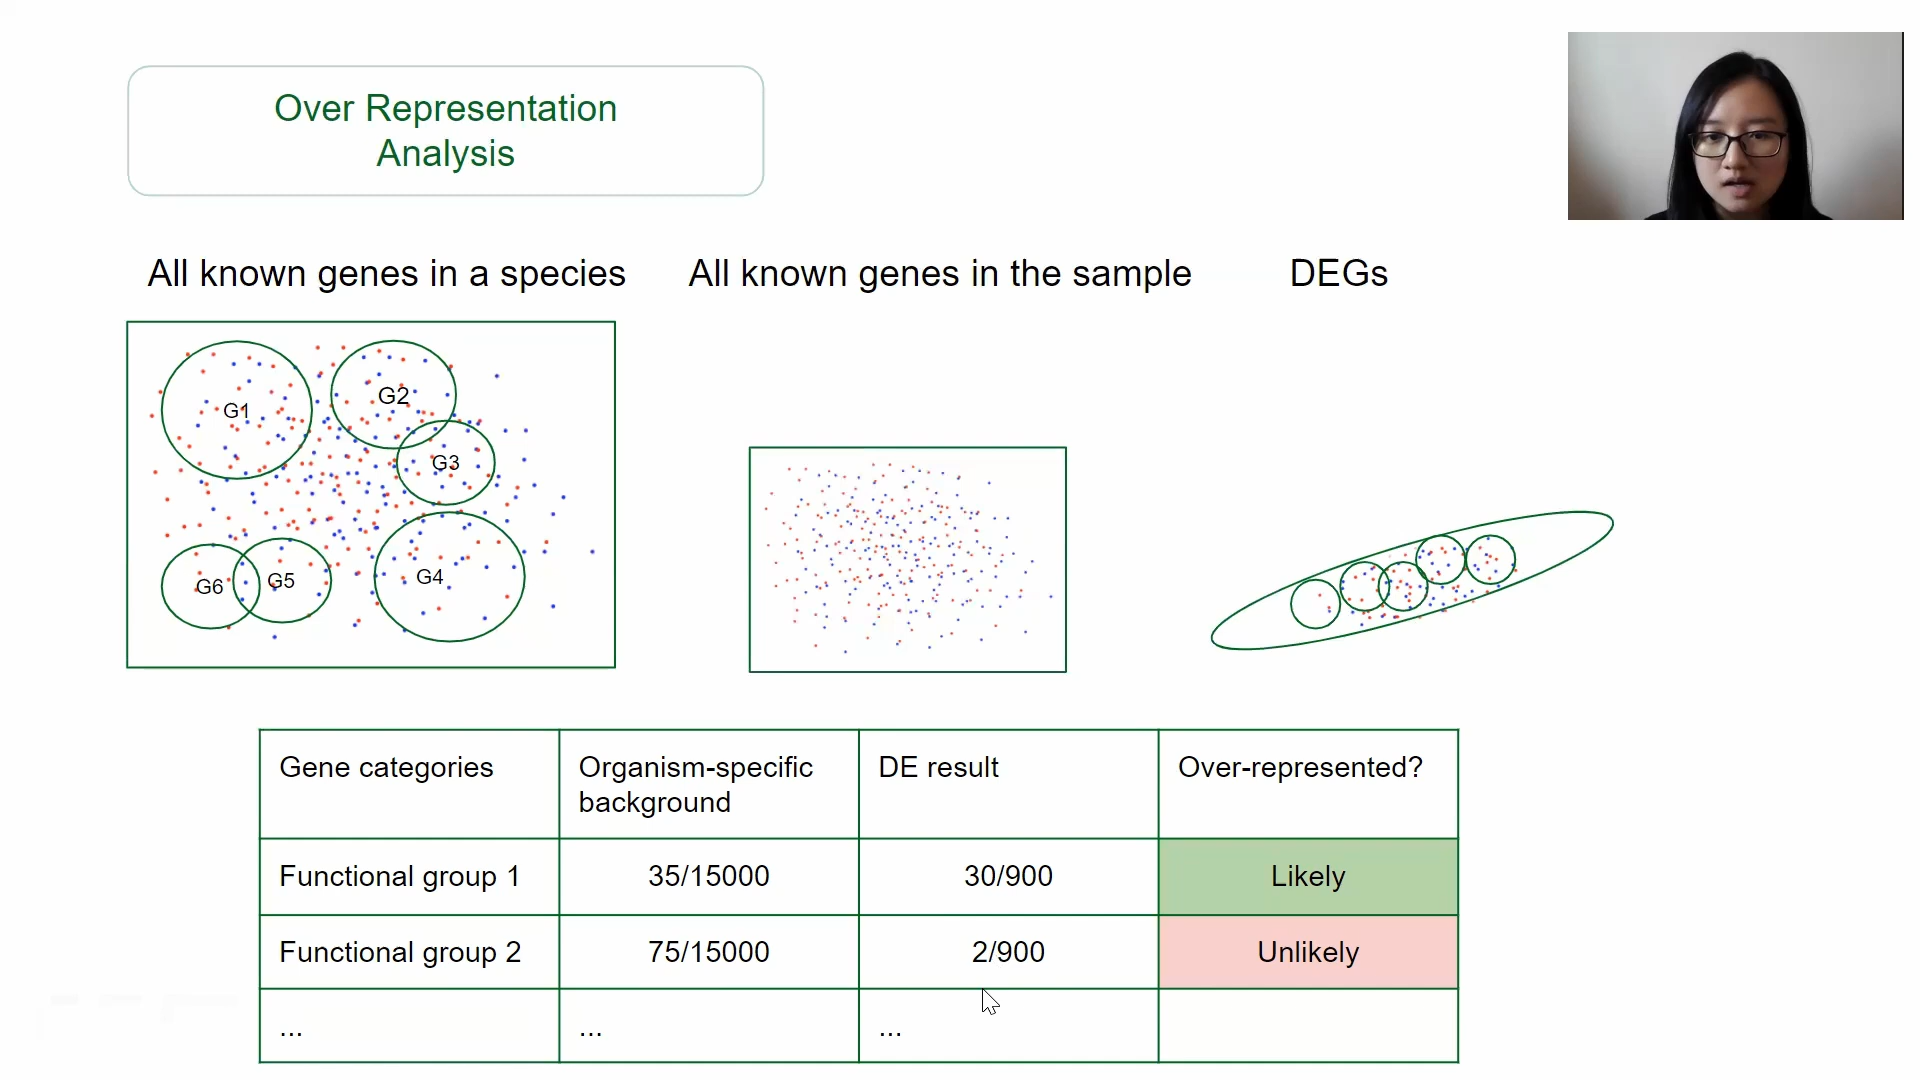 Over Representation
Analysis
All known genes in a species
All known genes in the sample
DEGs
G1
G2
G3
G6
G5
G4
Gene categories
Organism-specific
background
DE result
Over-represented?
Functional group 1
35/15000
30/900
Likely
Functional group 2
75/15000
2/900
Unlikely
...
...
...